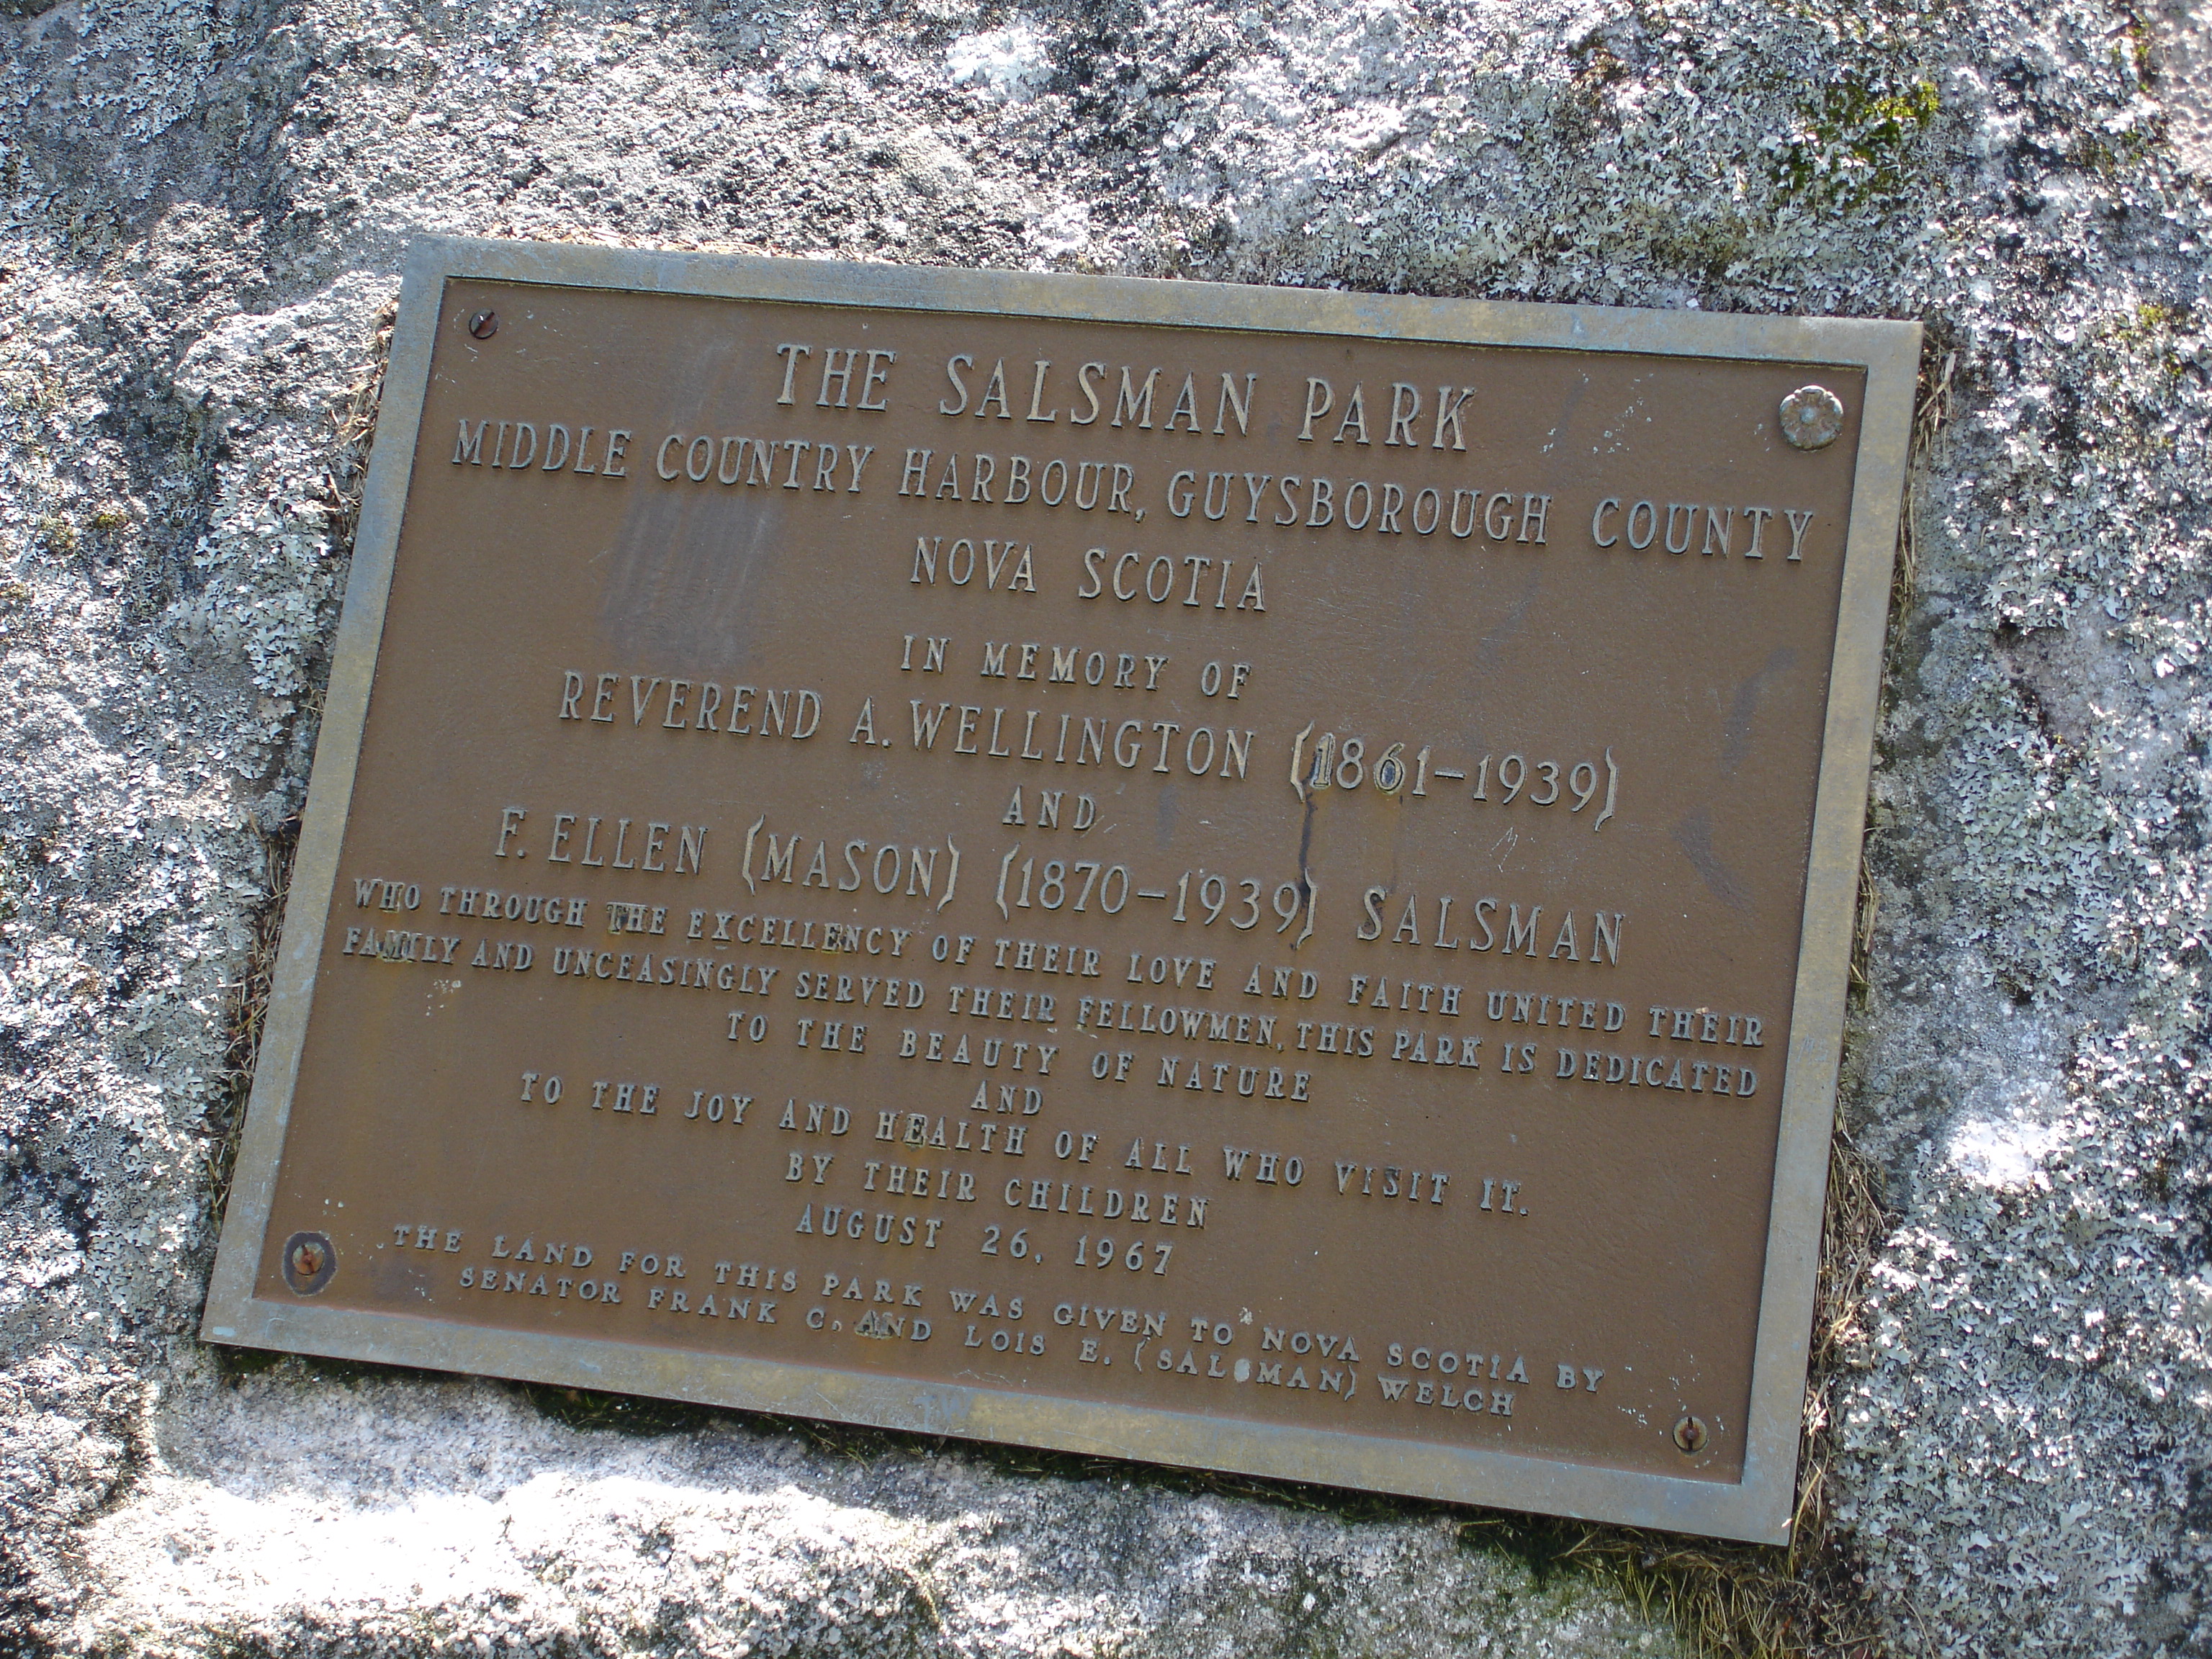 THE SALSMAN PARK
MIDDLE COUNTRY HARBOUR, GUYSBOROUGH COUNTY
NOVA SCOTIA
IN MEMORY OF
REVEREND A. WELLINGTON (1861-1939)
AND
F. ELLEN (MASON) (1870-1939) SALSMAN
WHO THROUGH THE EXCELLENCY OF THEIR LOVE AND FAITH UNITED THEIR
FAMILY AND UNCEASINGLY SERVED THEIR FELLOWMEN, THIS PARK IS DEDICATED
TO THE BEAUTY OF NATURE
AND
TO THE JOY AND HEALTH OF ALL WHO VISIT IT.
BY THEIR CHILDREN
AUGUST 26, 1967
THE LAND FOR THIS PARK WAS GIVEN TO NOVA SCOTIA BY
SENATOR FRANK C. AND LOIS E. (SALSMAN) WELCH